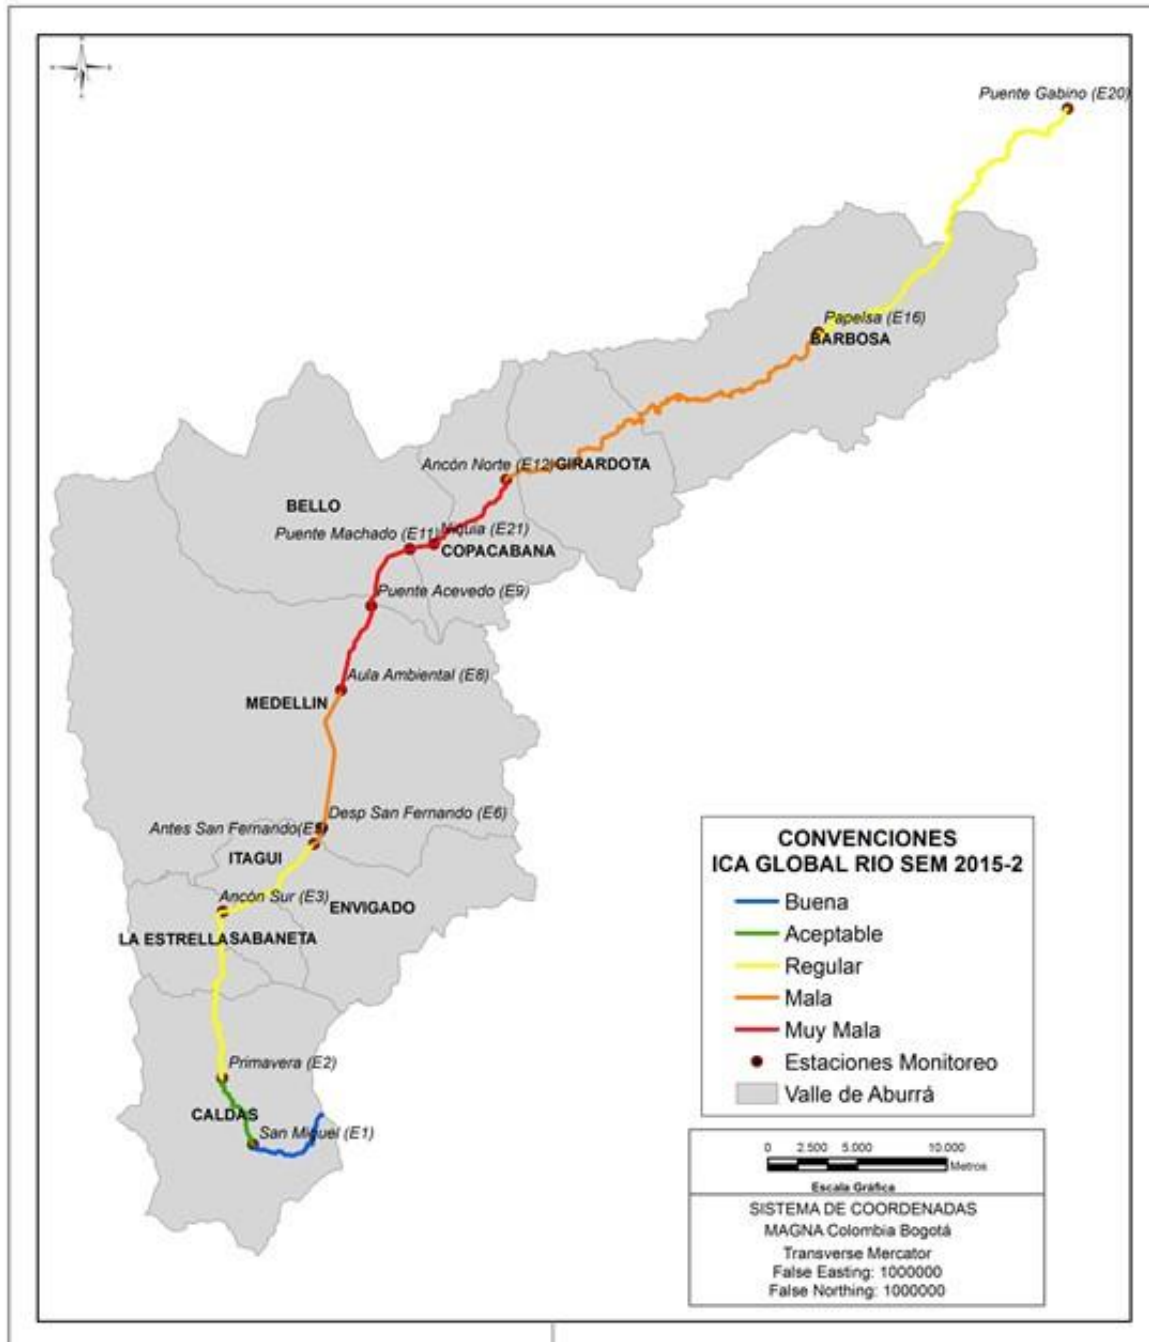 Puente Gabino (E20)
Papelsa (E16)
BARBOSA
Ancón Norte (E12)
GIRARDOTA
BELLO
Puente Machado (E11)
Niquia (E21)
COPACABANA
Puente Acevedo (E9)
Aula Ambiental (E8)
MEDELLIN
Desp San Fernando (E6)
Antes San Fernando(E5
ITAGUI
Ancón Sur (E3)
ENVIGADO
LA ESTRELLA
SABANETA
Primavera (E2)
CALDAS
San Miguel (E1)
CONVENCIONES
ICA GLOBAL RIO SEM 2015-2
Buena
Aceptable
Regular
Mala
Muy Mala
Estaciones Monitoreo
Valle de Aburrá
0 2.500 5.000 10.000
Metros
Escala Gráfica
SISTEMA DE COORDENADAS
MAGNA Colombia Bogotá
Transverse Mercator
False Easting: 1000000
False Northing: 1000000